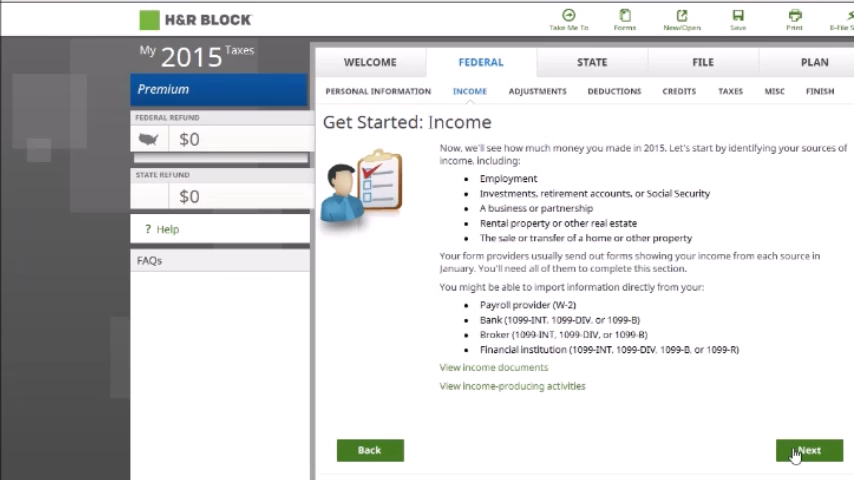 H&R BLOCK
Take Me To Forms New/Open Save Print E-File
My 2015 Taxes
Premium
FEDERAL REFUND
$0
STATE REFUND
$0
? Help
FAQs
WELCOME FEDERAL STATE FILE PLAN
PERSONAL INFORMATION INCOME ADJUSTMENTS DEDUCTIONS CREDITS TAXES MISC FINISH
Get Started: Income
Now, we'll see how much money you made in 2015. Let's start by identifying your sources of
income, including:
• Employment
• Investments, retirement accounts, or Social Security
• A business or partnership
• Rental property or other real estate
• The sale or transfer of a home or other property
Your form providers usually send out forms showing your income from each source in
January. You'll need all of them to complete this section.
You might be able to import information directly from your:
• Payroll provider (W-2)
• Bank (1099-INT, 1099-DIV, or 1099-B)
• Broker (1099-INT, 1099-DIV, or 1099-B)
• Financial institution (1099-INT, 1099-DIV, 1099-B, or 1099-R)
View income documents
View income-producing activities
Back Next